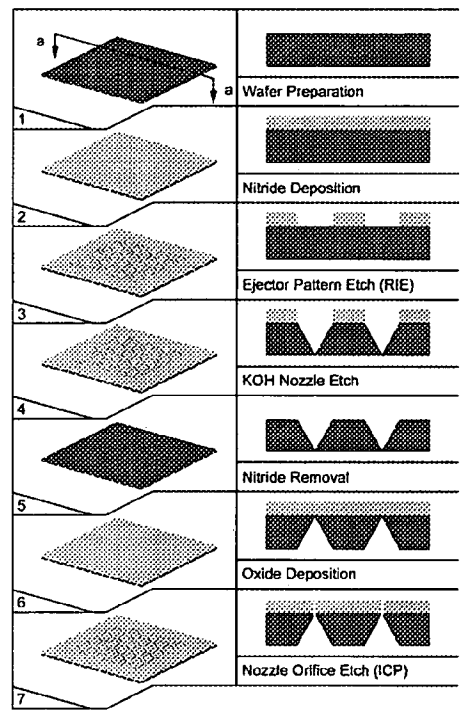 a
a
Wafer Preparation
1
Nitride Deposition
2
Ejector Pattern Etch (RIE)
3
KOH Nozzle Etch
4
Nitride Removal
5
Oxide Deposition
6
Nozzle Orifice Etch (ICP)
7